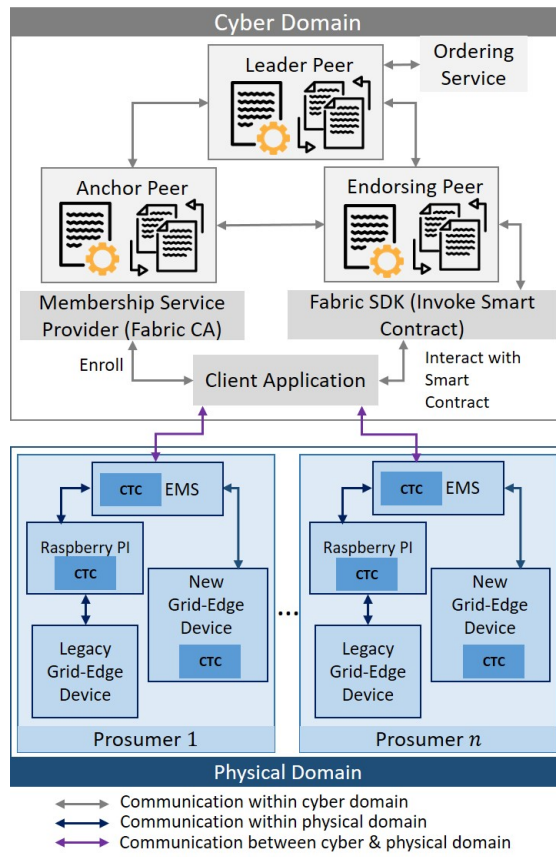 Cyber Domain
Leader Peer
Ordering
Service
Anchor Peer
Endorsing Peer
Membership Service
Provider (Fabric CA)
Fabric SDK (Invoke Smart
Contract)
Enroll
Client Application
Interact with
Smart
Contract
CTC
EMS
Raspberry PI
CTC
New
Grid-Edge
Device
CTC
Legacy
Grid-Edge
Device
Prosumer 1
...
CTC
EMS
Raspberry PI
CTC
New
Grid-Edge
Device
CTC
Legacy
Grid-Edge
Device
Prosumer n
Physical Domain
Communication within cyber domain
Communication within physical domain
Communication between cyber & physical domain